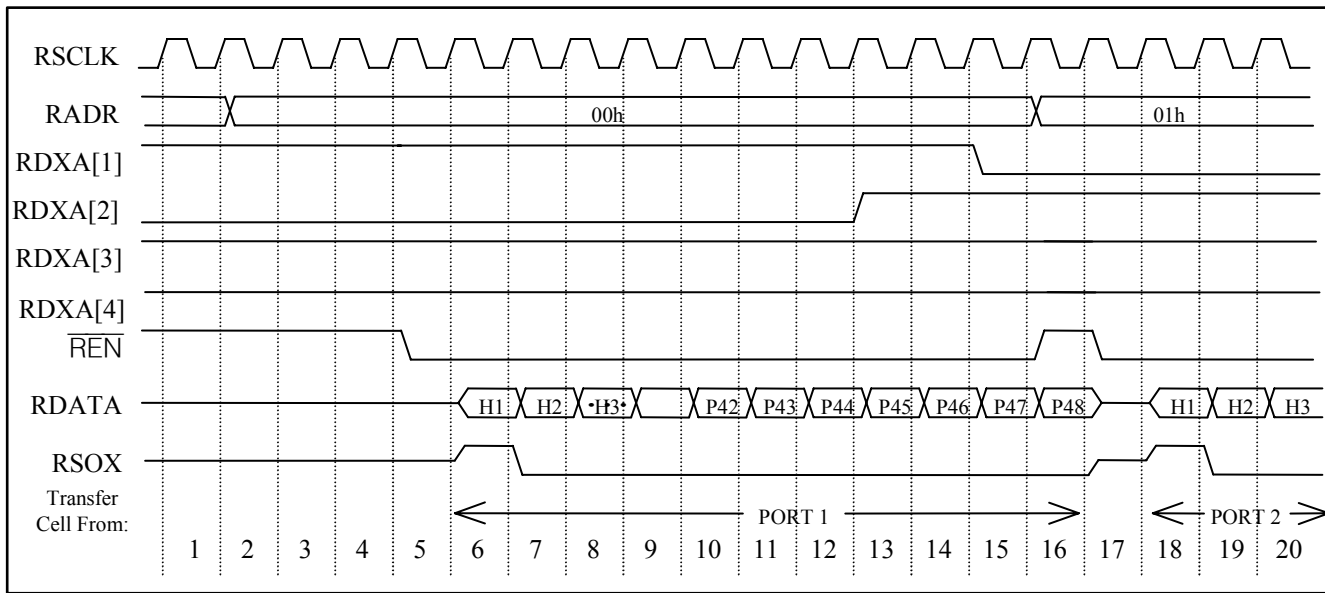 RSCLK
RADR 00h 01h
RDXA[1]
RDXA[2]
RDXA[3]
RDXA[4]
REN
RDATA H1 H2 H3 P42 P43 P44 P45 P46 P47 P48 H1 H2 H3
RSOX
Transfer
Cell From: PORT 1 PORT 2
1 2 3 4 5 6 7 8 9 10 11 12 13 14 15 16 17 18 19 20